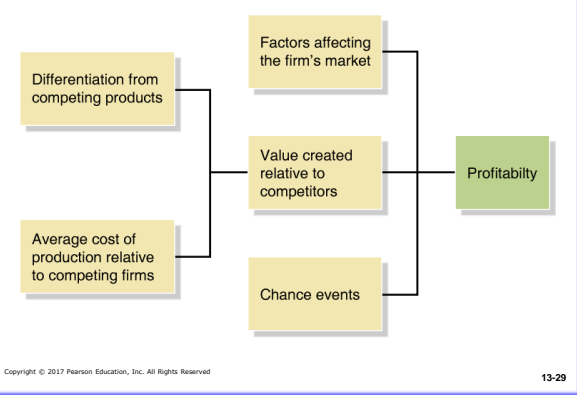 Factors affecting
the firm's market
Differentiation from
competing products
Value created
relative to
competitors
Profitabilty
Average cost of
production relative
to competing firms
Chance events
Copyright © 2017 Pearson Education, Inc. All Rights Reserved
13-29